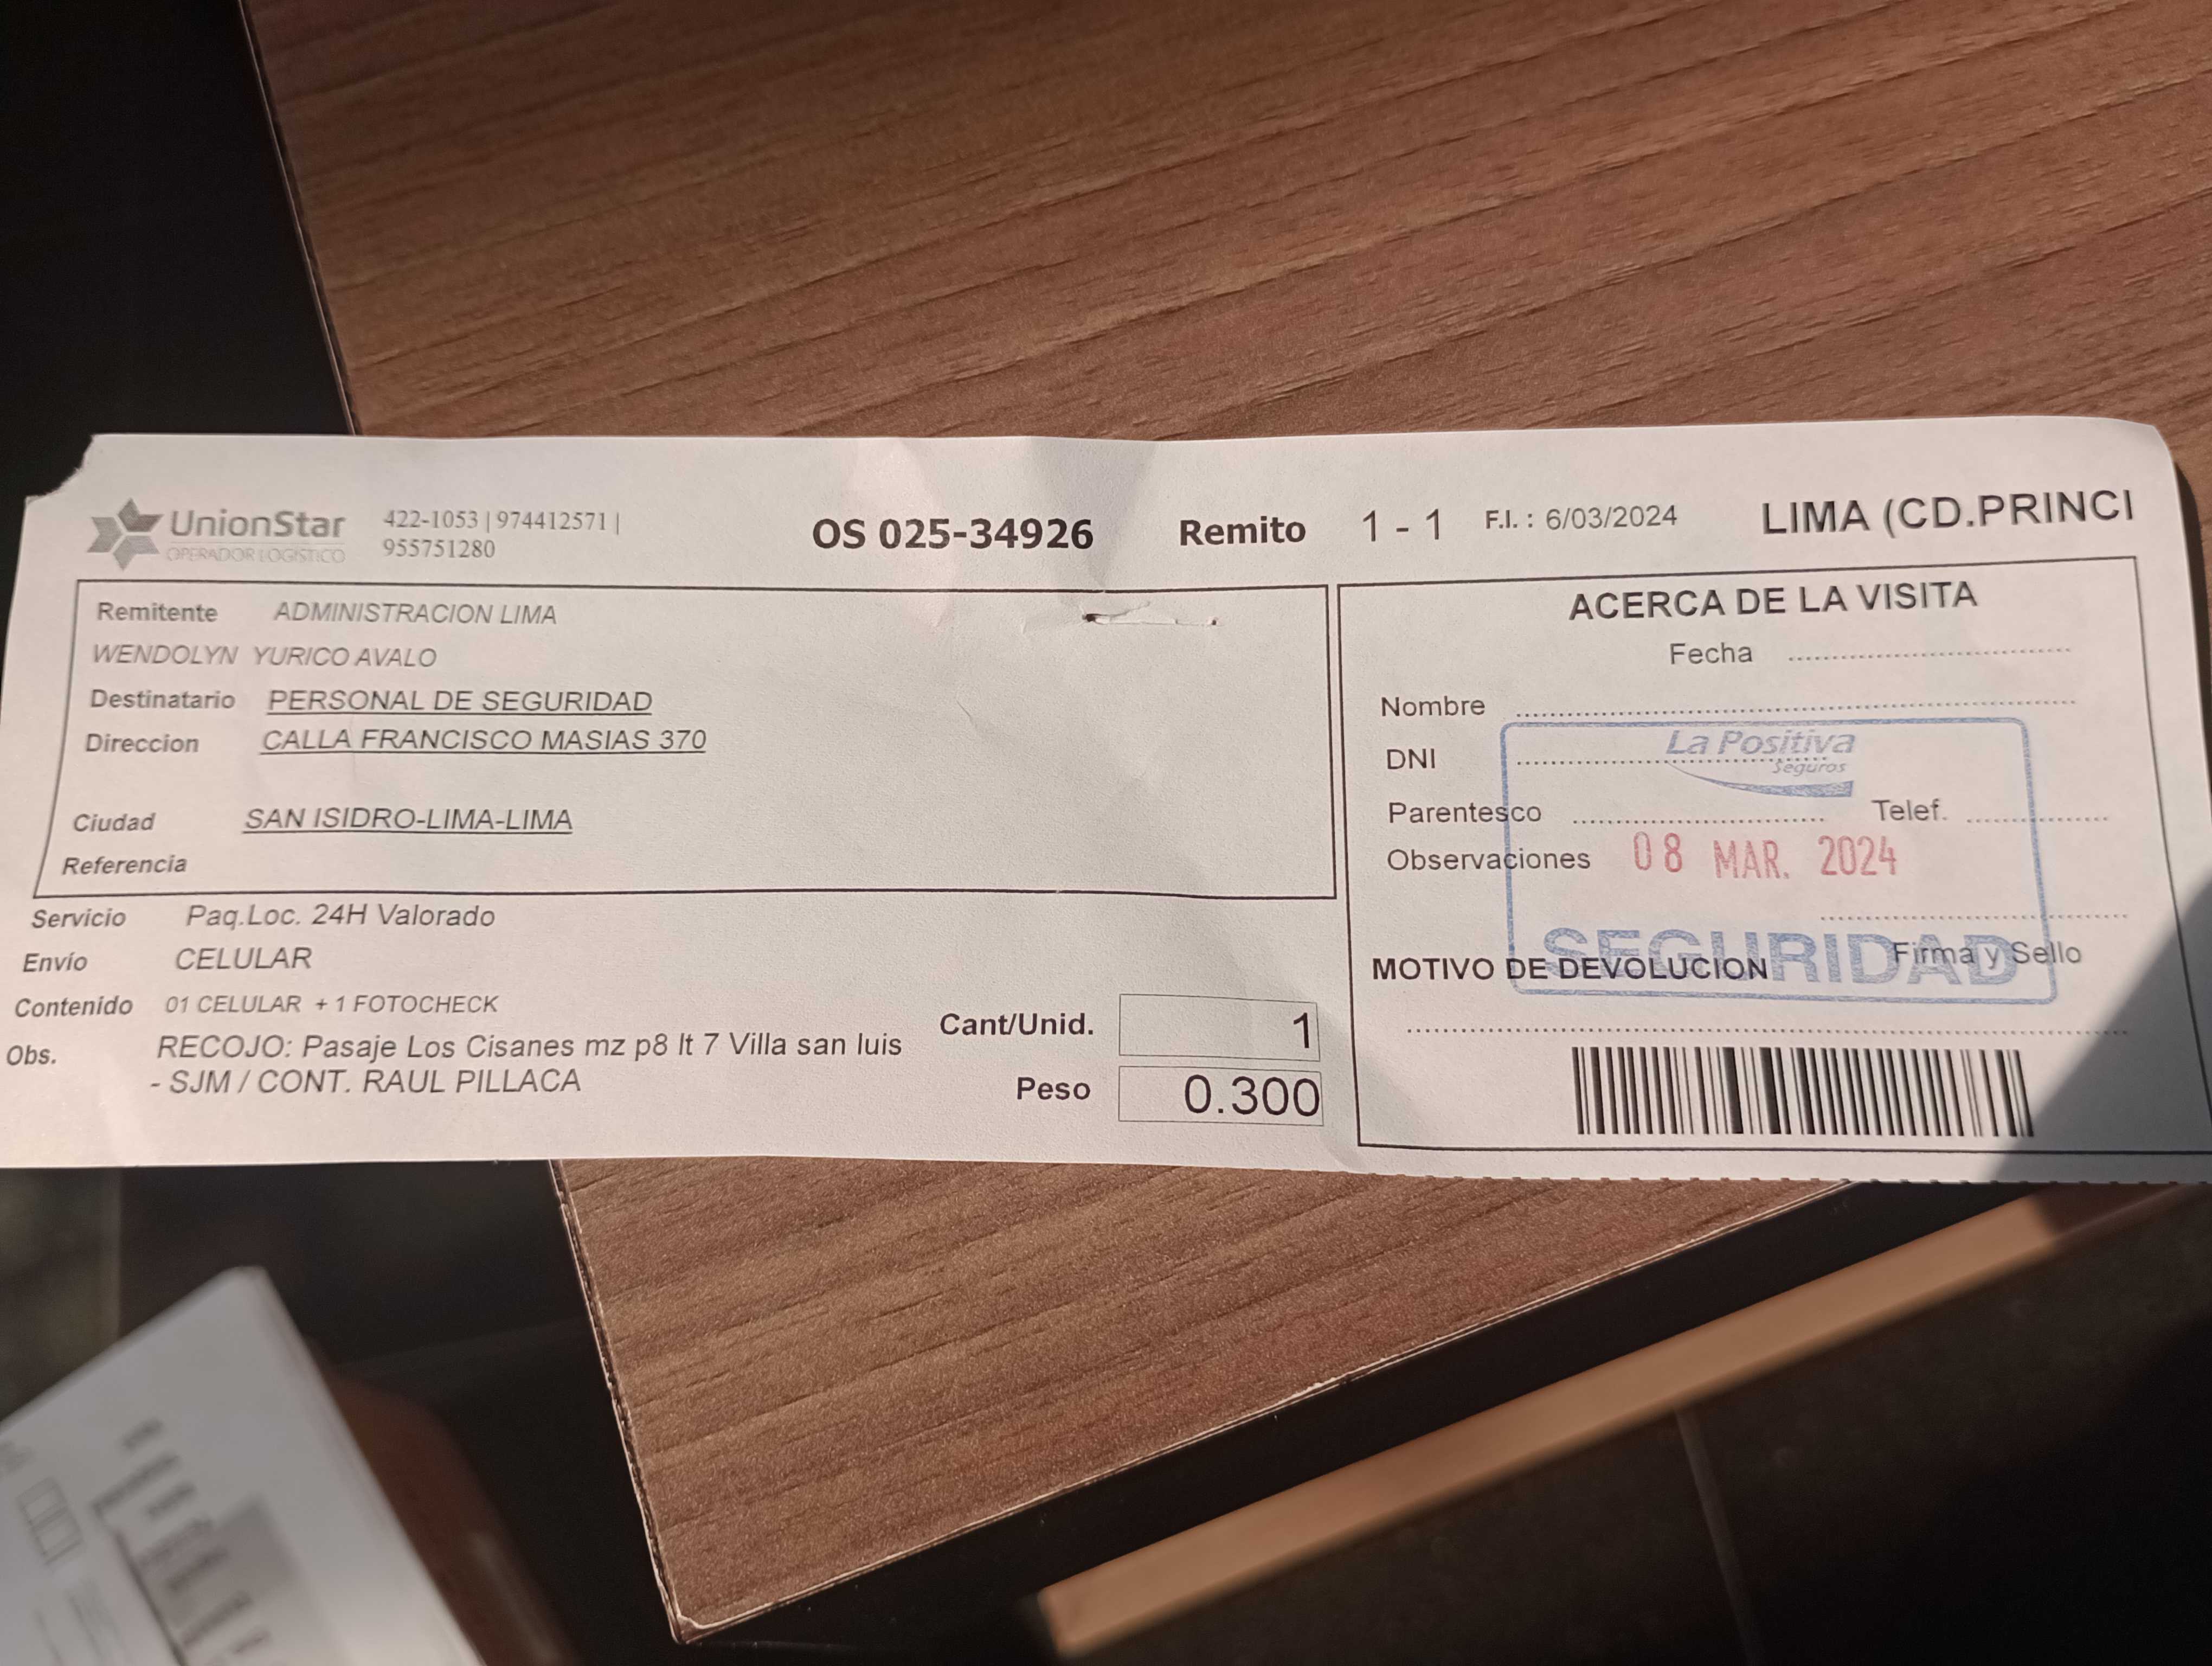 UnionStar
OPERADOR LOGÍSTICO
422-1053 | 974412571 |
955751280
OS 025-34926
Remito 1 - 1
F.I. : 6/03/2024
LIMA (CD.PRINCI
Remitente ADMINISTRACION LIMA
WENDOLYN YURICO AVALO
Destinatario PERSONAL DE SEGURIDAD
Direccion CALLA FRANCISCO MASIAS 370
Ciudad SAN ISIDRO-LIMA-LIMA
Referencia
Servicio Paq.Loc. 24H Valorado
Envío CELULAR
Contenido 01 CELULAR + 1 FOTOCHECK
Obs. RECOJO: Pasaje Los Cisanes mz p8 lt 7 Villa san luis
- SJM / CONT. RAUL PILLACA
Cant/Unid. 1
Peso 0.300
ACERCA DE LA VISITA
Fecha
Nombre
DNI
Parentesco Telef.
Observaciones
Firma y Sello
MOTIVO DE DEVOLUCION
La Positiva
Seguros
08 MAR. 2024
SEGURIDAD